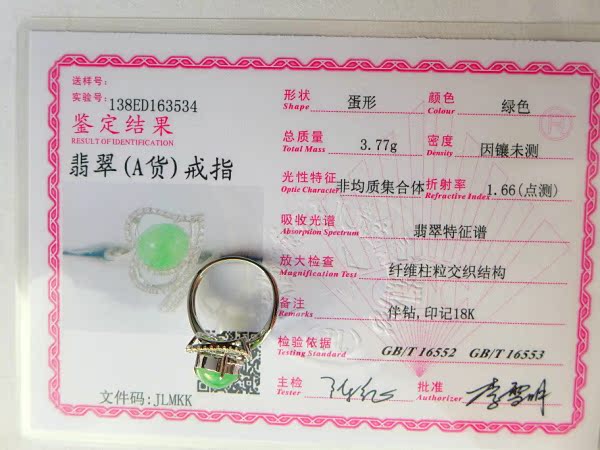 送样号:
实验号: 138ED163534
鉴定结果
RESULT OF IDENTIFICATION
翡翠(A货)戒指
文件码: JLMKK
形状 蛋形 颜色 绿色
Shape Colour
总质量 3.77g 密度 因镶未测
Total Mass Density
光性特征 非均质集合体 折射率 1.66(点测)
Optic Character Refractive Index
吸收光谱 翡翠特征谱
Absorpiion Spectrum
放大检查 纤维柱粒交织结构
Magnification Test
备注 伴钻,印记18K
Remarks
检验依据 GB/T 16552 GB/T 16553
Testing Standard
主检 批准
Tester Authorizer
R